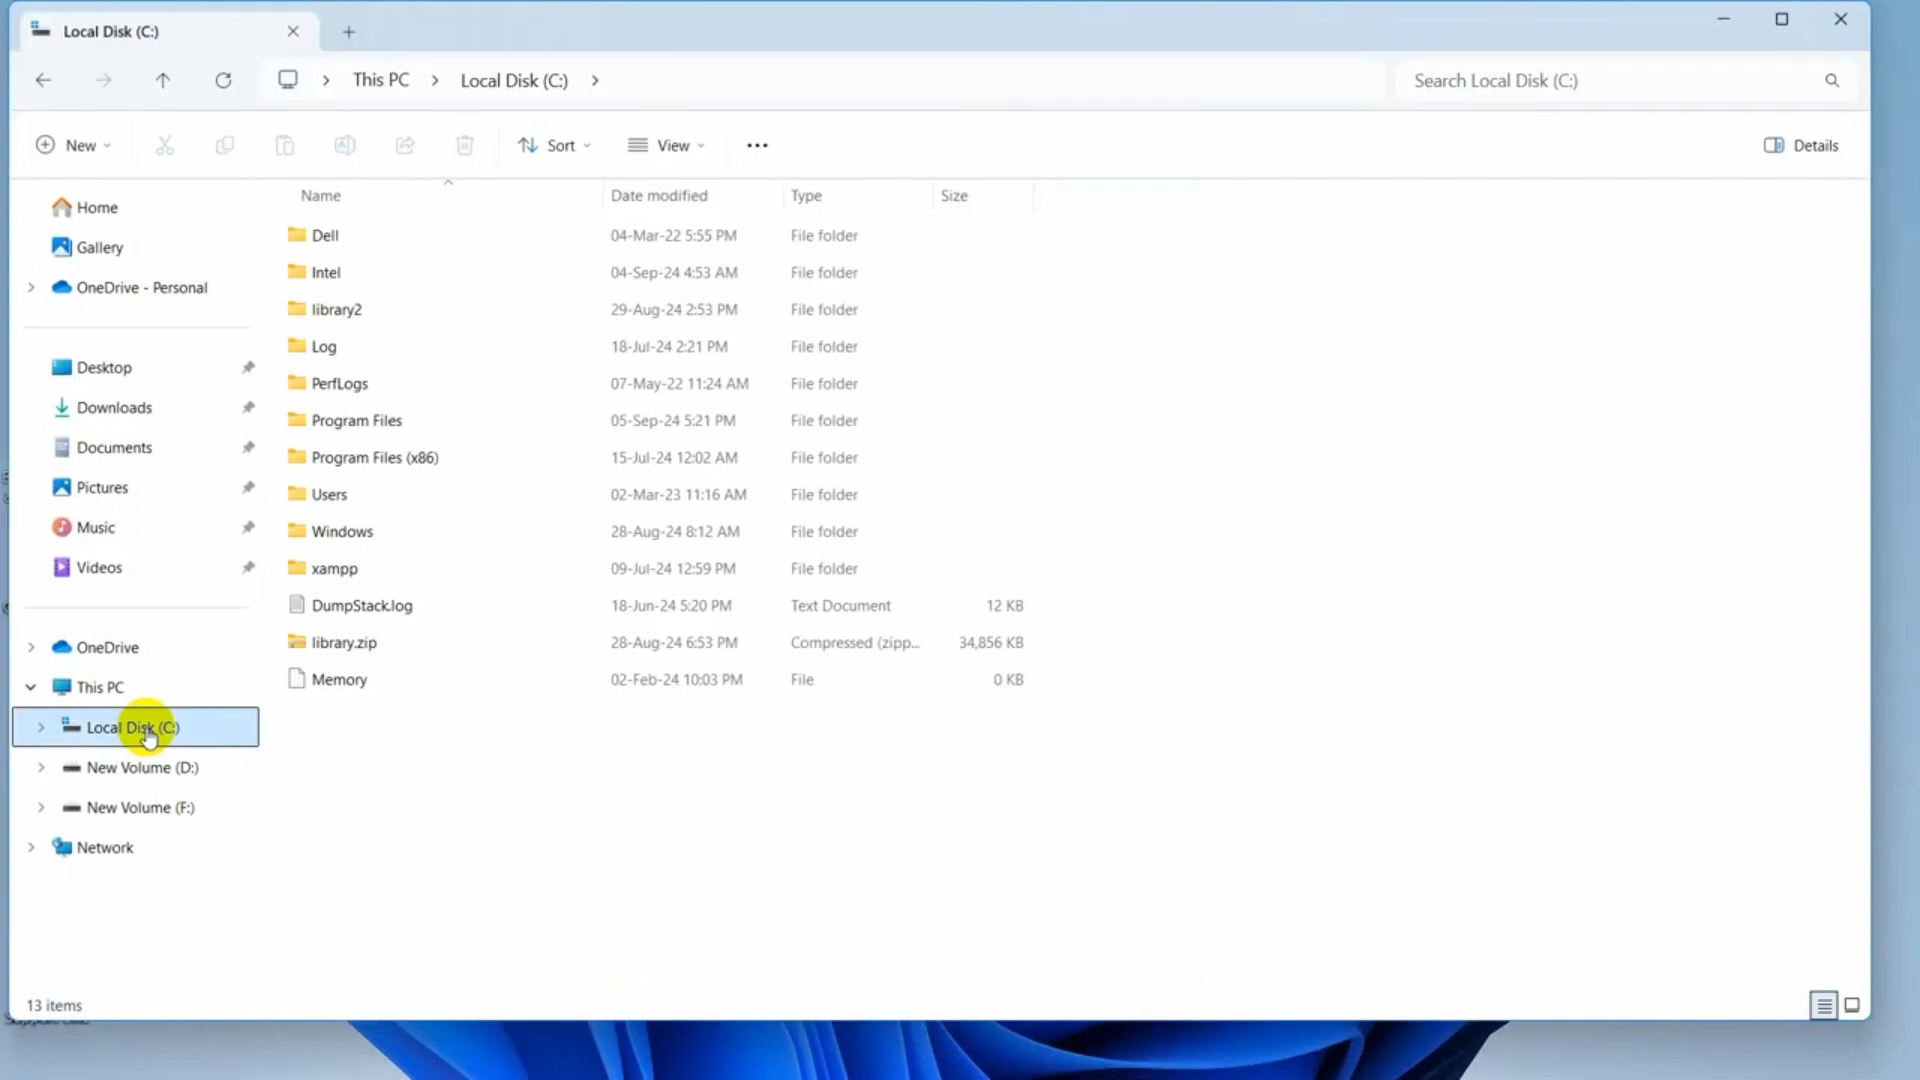 Local Disk (C:)
This PC > Local Disk (C:) >
Search Local Disk (C:)
New
Sort
View
Details
Name Date modified Type Size
Home
Gallery
OneDrive - Personal
Desktop
Downloads
Documents
Pictures
Music
Videos
OneDrive
This PC
Local Disk (C:)
New Volume (D:)
New Volume (F:)
Network
Dell 04-Mar-22 5:55 PM File folder
Intel 04-Sep-24 4:53 AM File folder
library2 29-Aug-24 2:53 PM File folder
Log 18-Jul-24 2:21 PM File folder
PerfLogs 07-May-22 11:24 AM File folder
Program Files 05-Sep-24 5:21 PM File folder
Program Files (x86) 15-Jul-24 12:02 AM File folder
Users 02-Mar-23 11:16 AM File folder
Windows 28-Aug-24 8:12 AM File folder
xampp 09-Jul-24 12:59 PM File folder
DumpStack.log 18-Jun-24 5:20 PM Text Document 12 KB
library.zip 28-Aug-24 6:53 PM Compressed (zipp... 34,856 KB
Memory 02-Feb-24 10:03 PM File 0 KB
13 items